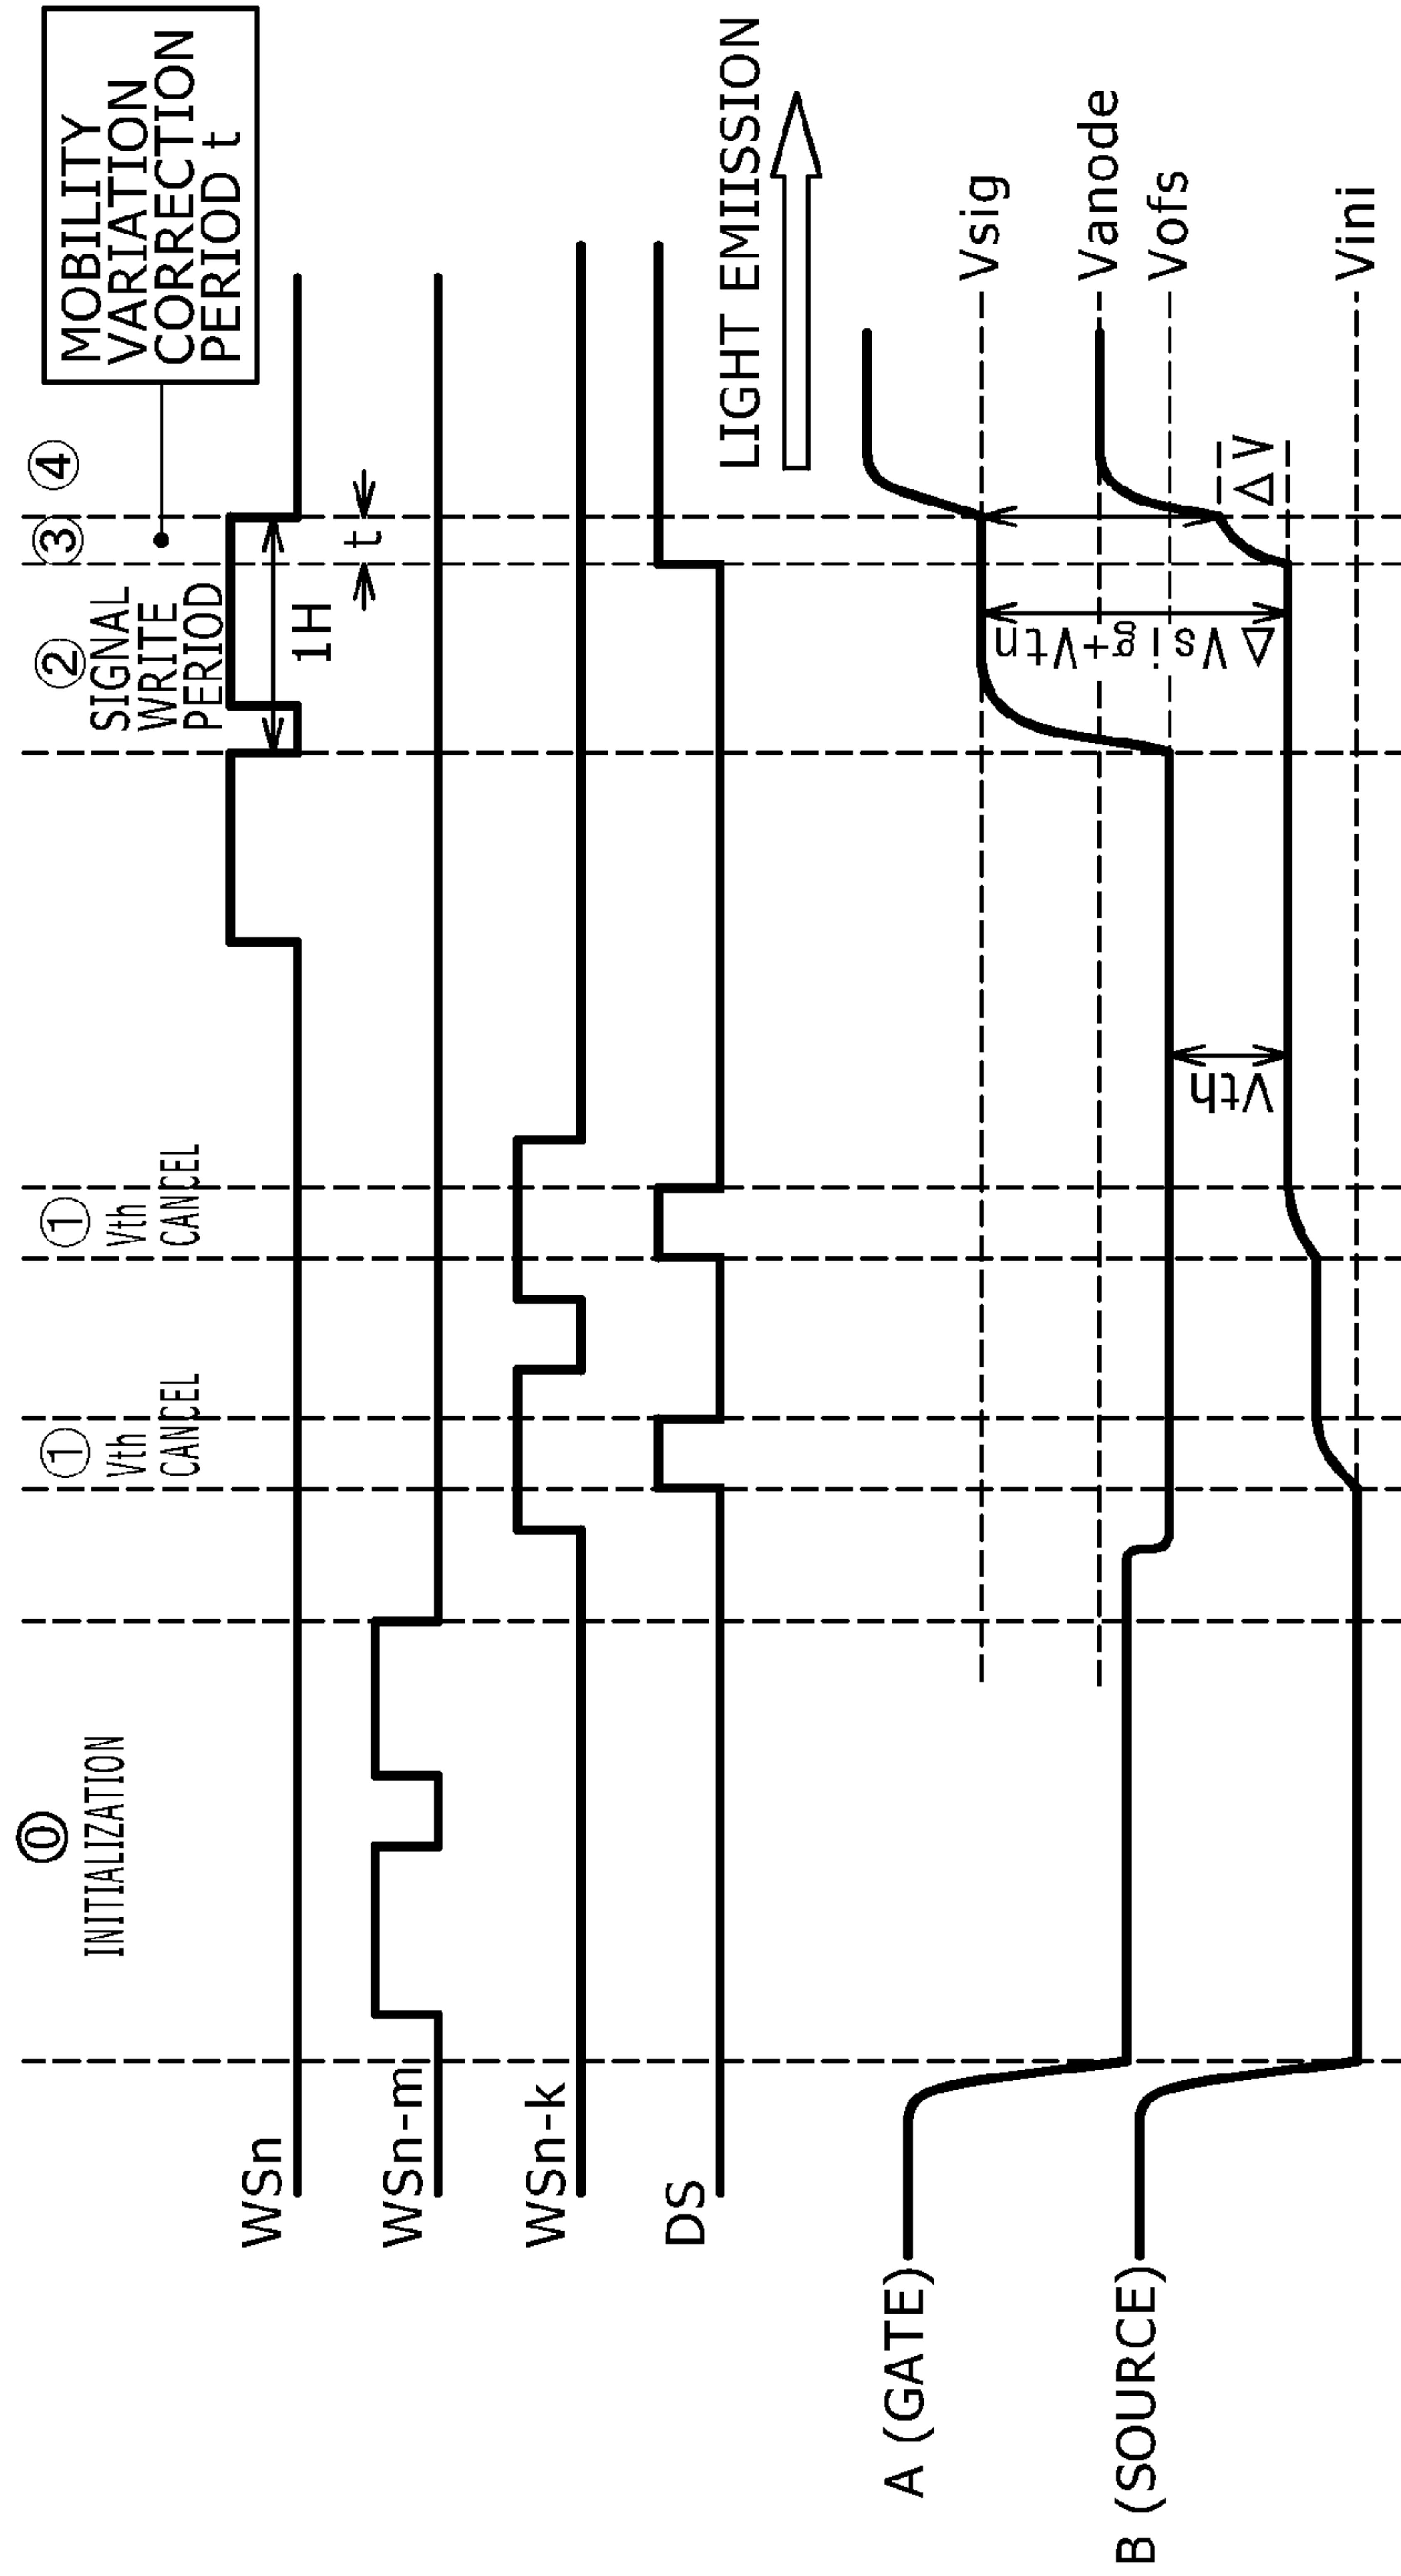 ⓪
INITIALIZATION
①
Vth
CANCEL
①
Vth
CANCEL
②
SIGNAL
WRITE
PERIOD
③
④
MOBILITY
VARIATION
CORRECTION
PERIOD t
WSn
1H
t
WSn-m
WSn-k
DS
LIGHT EMISSION
A (GATE)
Vsig
Vanode
B (SOURCE)
Vth
ΔVsig+Vtn
ΔV
Vofs
Vini